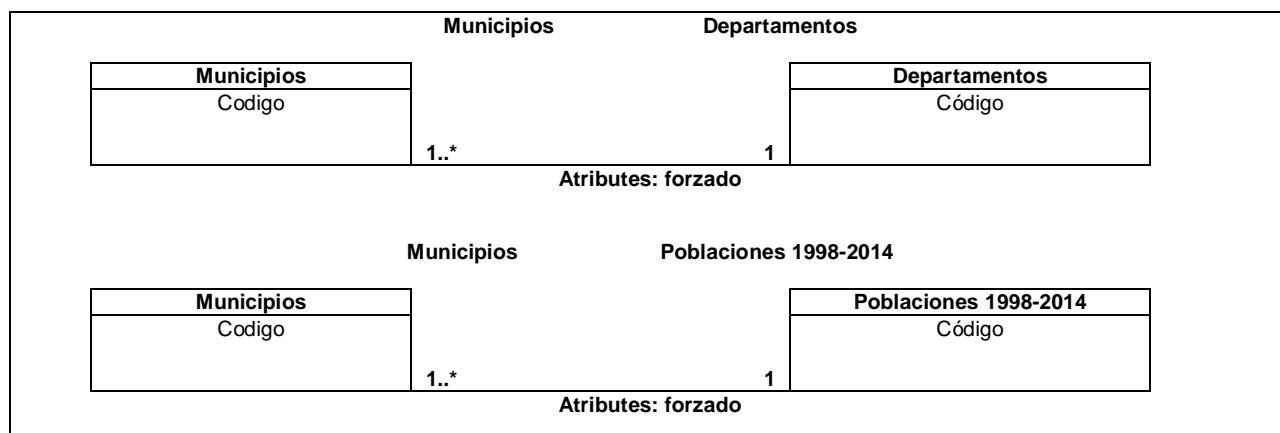 Municipios Departamentos
Municipios Departamentos
Codigo Código
1..* 1
Atributes: forzado
Municipios Poblaciones 1998-2014
Municipios Poblaciones 1998-2014
Codigo Código
1..* 1
Atributes: forzado